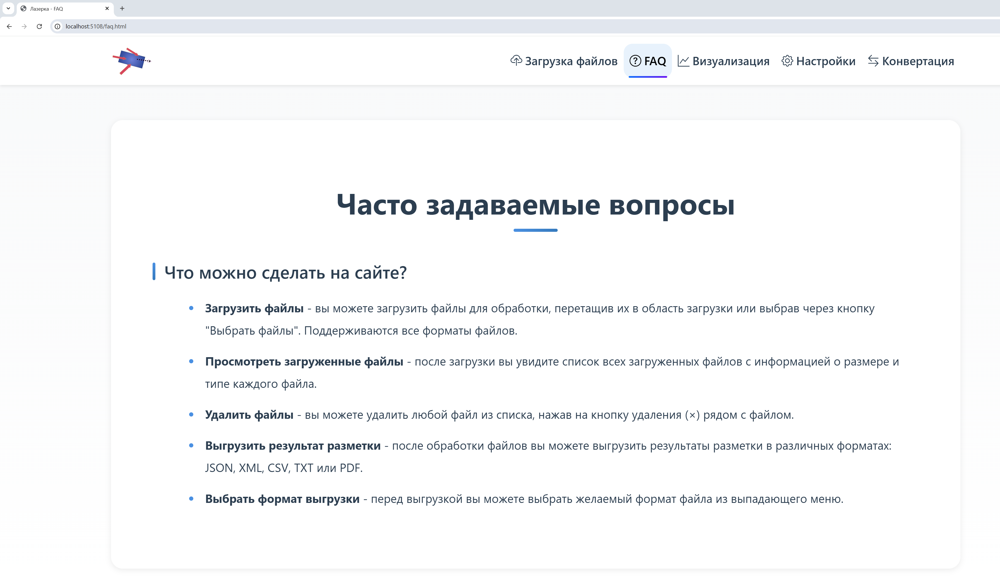 Лазерка - FAQ
localhost:5108/faq.html
Загрузка файлов
FAQ
Визуализация
Настройки
Конвертация
Часто задаваемые вопросы
Что можно сделать на сайте?
Загрузить файлы - вы можете загрузить файлы для обработки, перетащив их в область загрузки или выбрав через кнопку
"Выбрать файлы". Поддерживаются все форматы файлов.
Просмотреть загруженные файлы - после загрузки вы увидите список всех загруженных файлов с информацией о размере и
типе каждого файла.
Удалить файлы - вы можете удалить любой файл из списка, нажав на кнопку удаления (×) рядом с файлом.
Выгрузить результат разметки - после обработки файлов вы можете выгрузить результаты разметки в различных форматах:
JSON, XML, CSV, TXT или PDF.
Выбрать формат выгрузки - перед выгрузкой вы можете выбрать желаемый формат файла из выпадающего меню.